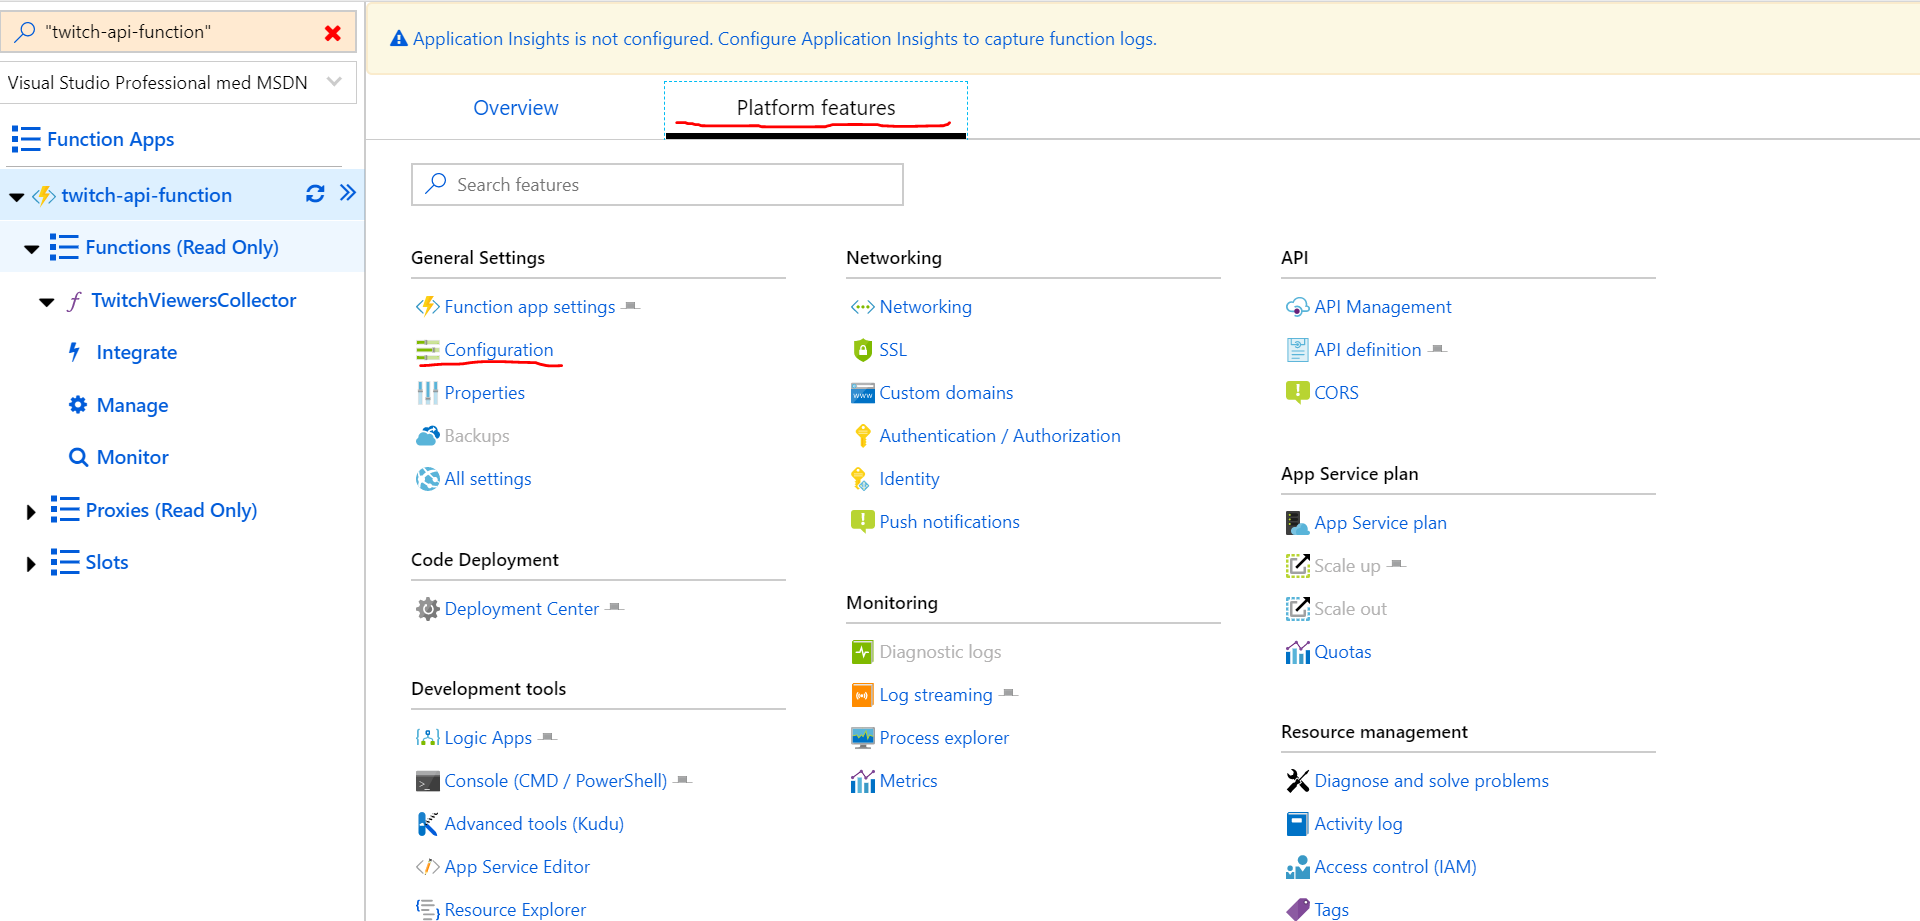 "twitch-api-function"
Visual Studio Professional med MSDN
Function Apps
twitch-api-function
Functions (Read Only)
f TwitchViewersCollector
Integrate
Manage
Monitor
Proxies (Read Only)
Slots
Application Insights is not configured. Configure Application Insights to capture function logs.
Overview
Platform features
Search features
General Settings
Function app settings
Configuration
Properties
Backups
All settings
Code Deployment
Deployment Center
Development tools
Logic Apps
Console (CMD / PowerShell)
Advanced tools (Kudu)
App Service Editor
Resource Explorer
Networking
Networking
SSL
www Custom domains
Authentication / Authorization
Identity
Push notifications
Monitoring
Diagnostic logs
Log streaming
Process explorer
Metrics
API
API Management
API definition
CORS
App Service plan
App Service plan
Scale up
Scale out
Quotas
Resource management
Diagnose and solve problems
Activity log
Access control (IAM)
Tags